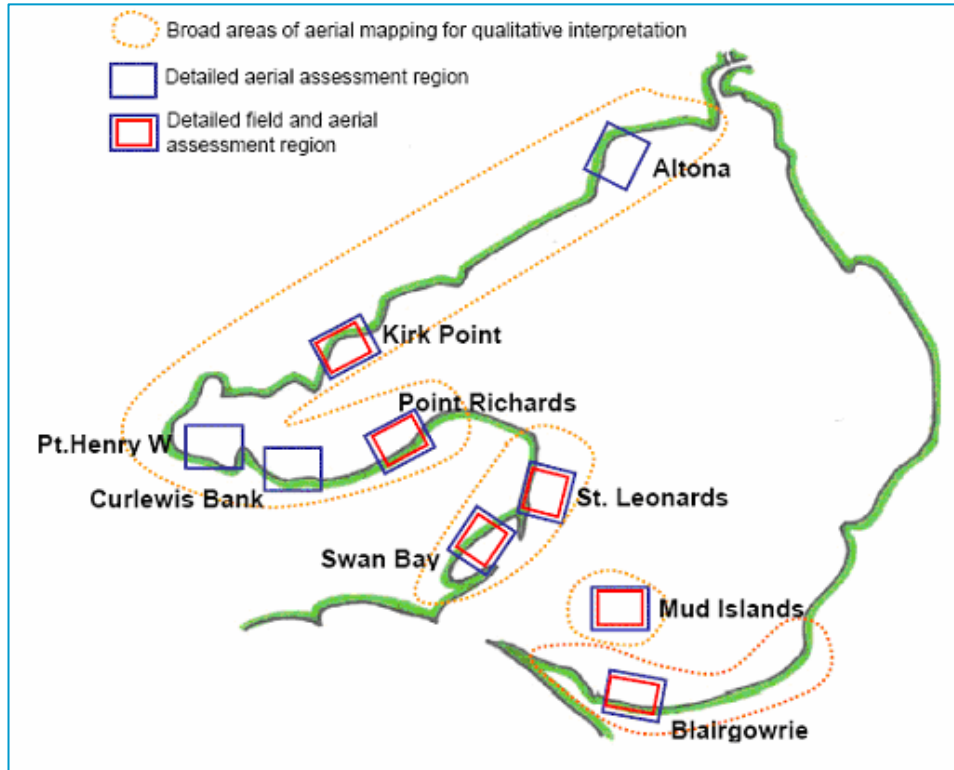 Broad areas of aerial mapping for qualitative interpretation
Detailed aerial assessment region
Detailed field and aerial
assessment region
Altona
Kirk Point
Point Richards
Pt.Henry W
Curlewis Bank
St. Leonards
Swan Bay
Mud Islands
Blairgowrie